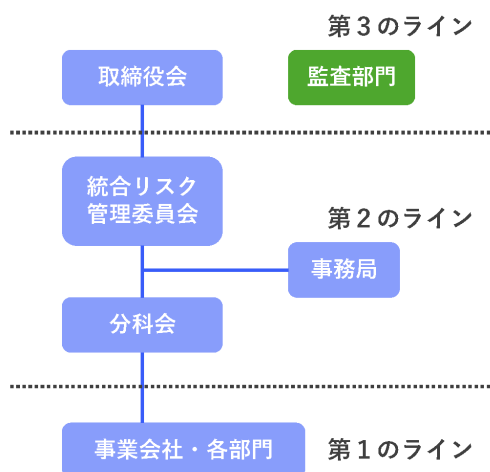 第3のライン
取締役会
監査部門
統合リスク
管理委員会
第2のライン
事務局
分科会
事業会社・各部門
第1のライン